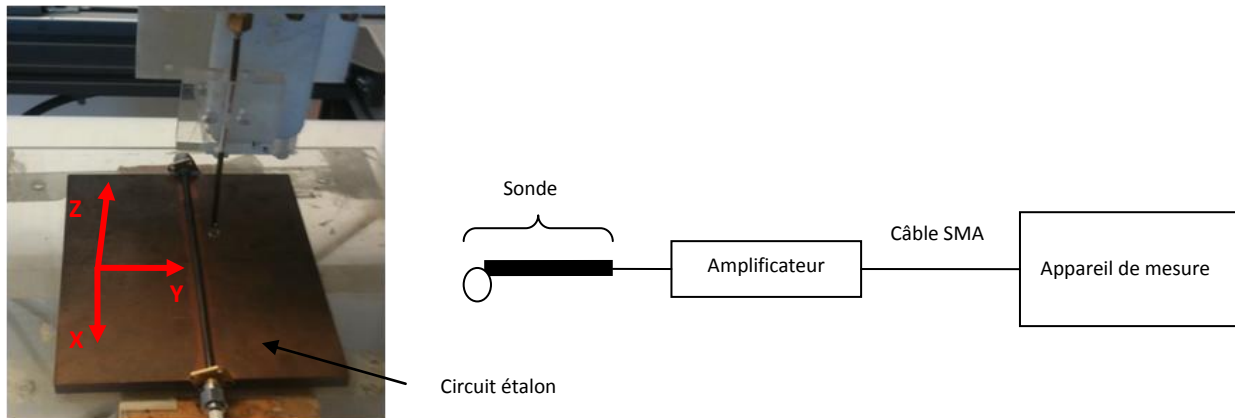 Z
Y
X
Sonde
Amplificateur
Câble SMA
Appareil de mesure
Circuit étalon